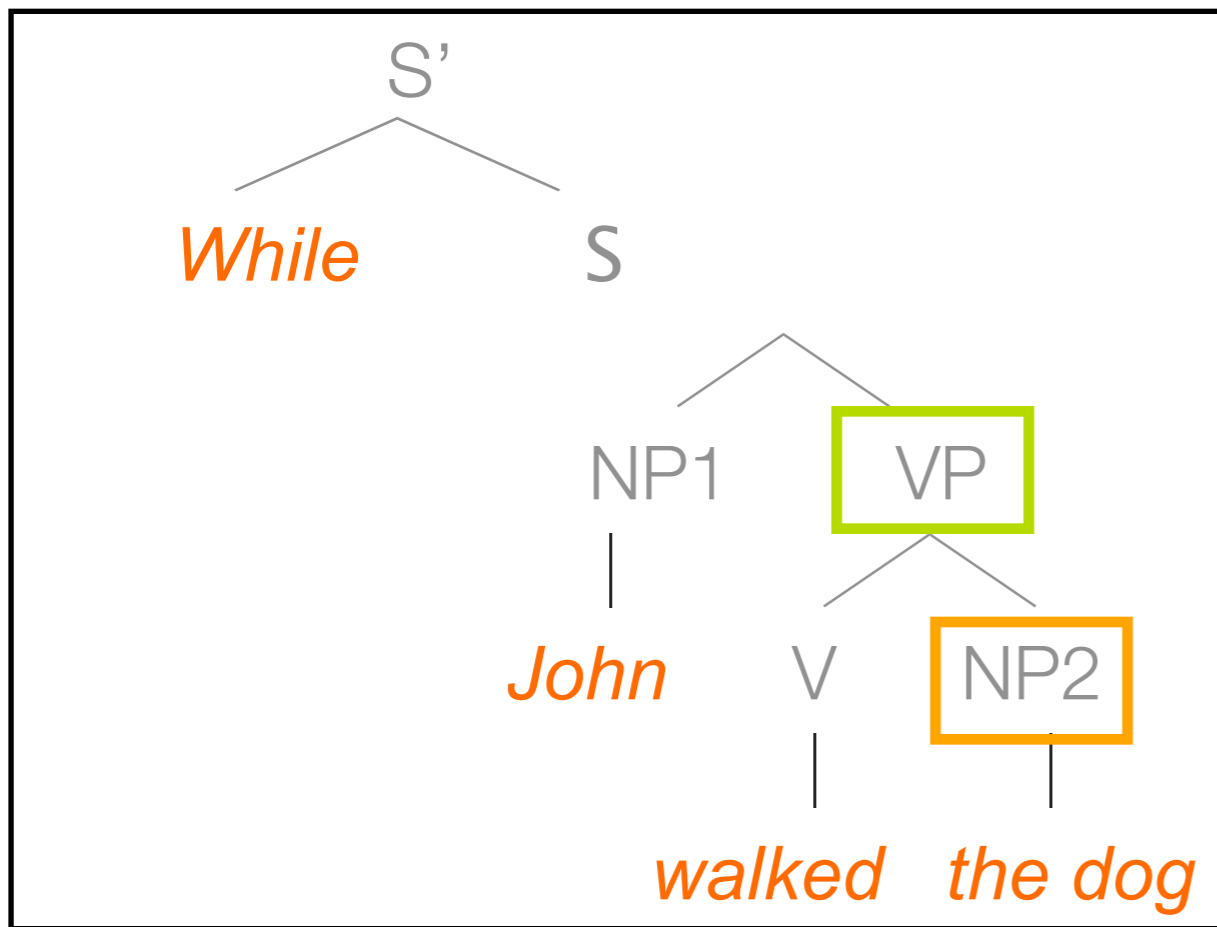 S’
While S
NP1 VP
John V NP2
walked the dog